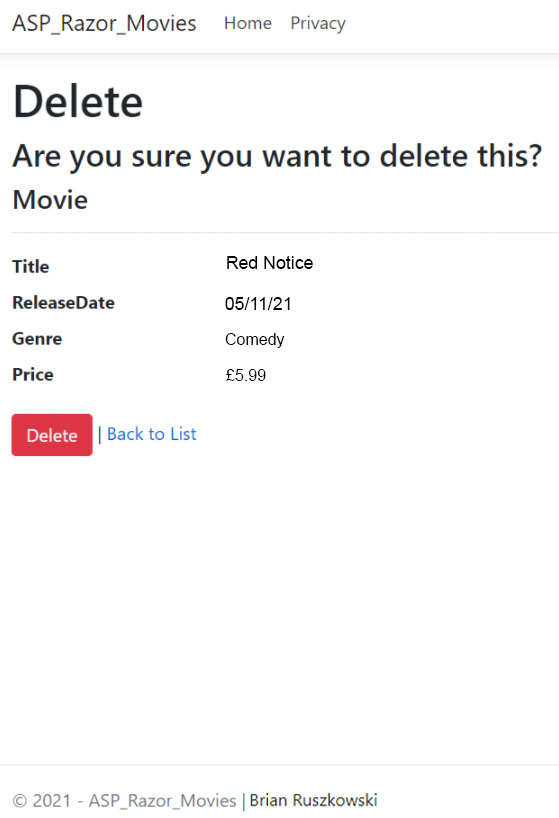 ASP_Razor_Movies Home Privacy
Delete
Are you sure you want to delete this?
Movie
Title Red Notice
ReleaseDate 05/11/21
Genre Comedy
Price £5.99
Delete | Back to List
© 2021 - ASP_Razor_Movies | Brian Ruszkowski